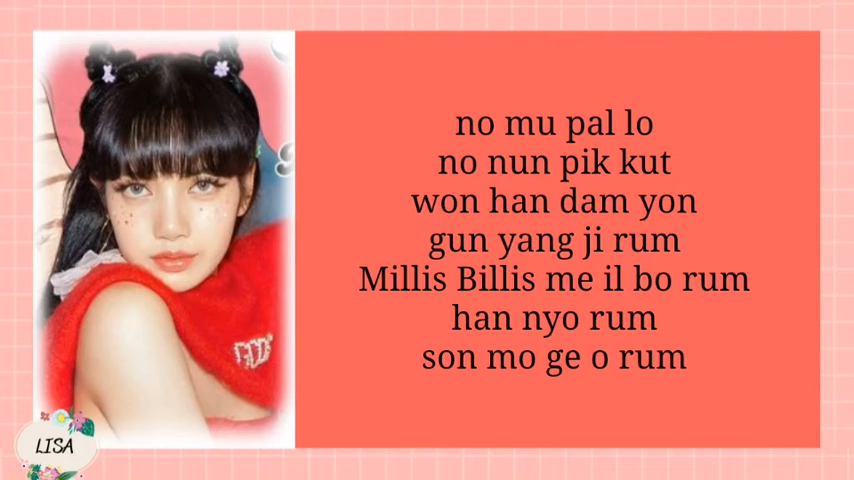 no mu pal lo
no nun pik kut
won han dam yon
gun yang ji rum
Millis Billis me il bo rum
han nyo rum
son mo ge o rum
LISA